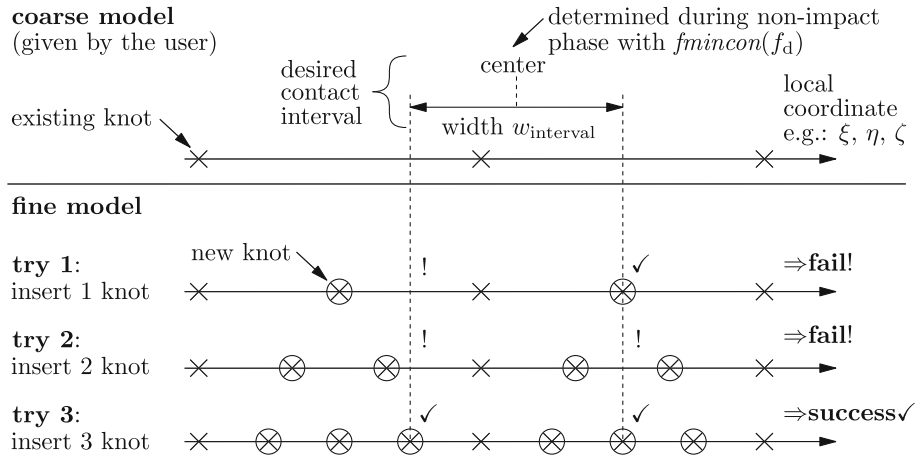 coarse model
(given by the user)
determined during non-impact
phase with fmincon(f_d)
center
desired
contact
interval
local
coordinate
e.g.: ξ, η, ζ
width w_interval
existing knot
fine model
new knot
try 1:
insert 1 knot
! ✓
⇒fail!
try 2:
insert 2 knot
! !
⇒fail!
try 3:
insert 3 knot
✓ ✓
⇒success✓